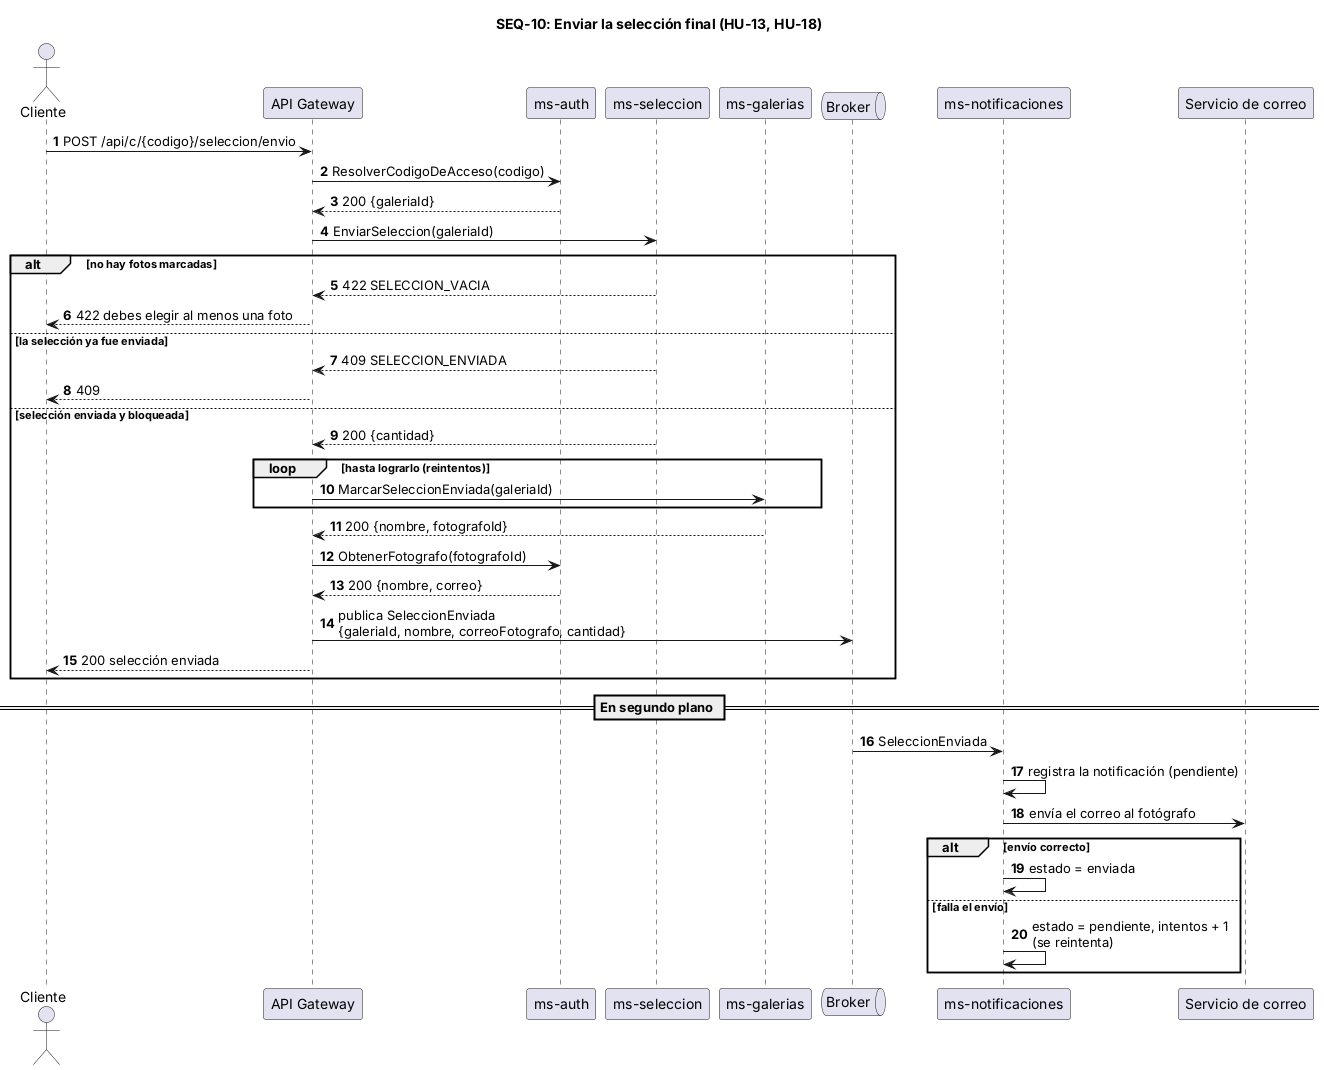 SEQ-10: Enviar la selección final (HU-13, HU-18)
Cliente
API Gateway
ms-auth
ms-seleccion
ms-galerias
Broker
ms-notificaciones
Servicio de correo
1 POST /api/c/{codigo}/seleccion/envio
2 ResolverCodigoDeAcceso(codigo)
3 200 {galeriaId}
4 EnviarSeleccion(galeriaId)
alt [no hay fotos marcadas]
5 422 SELECCION_VACIA
6 422 debes elegir al menos una foto
[la selección ya fue enviada]
7 409 SELECCION_ENVIADA
8 409
[selección enviada y bloqueada]
9 200 {cantidad}
loop [hasta lograrlo (reintentos)]
10 MarcarSeleccionEnviada(galeriaId)
11 200 {nombre, fotografoId}
12 ObtenerFotografo(fotografoId)
13 200 {nombre, correo}
14 publica SeleccionEnviada
{galeriaId, nombre, correoFotografo, cantidad}
15 200 selección enviada
En segundo plano
16 SeleccionEnviada
17 registra la notificación (pendiente)
18 envía el correo al fotógrafo
alt [envío correcto]
19 estado = enviada
[falla el envío]
20 estado = pendiente, intentos + 1
(se reintenta)
Cliente
API Gateway
ms-auth
ms-seleccion
ms-galerias
Broker
ms-notificaciones
Servicio de correo